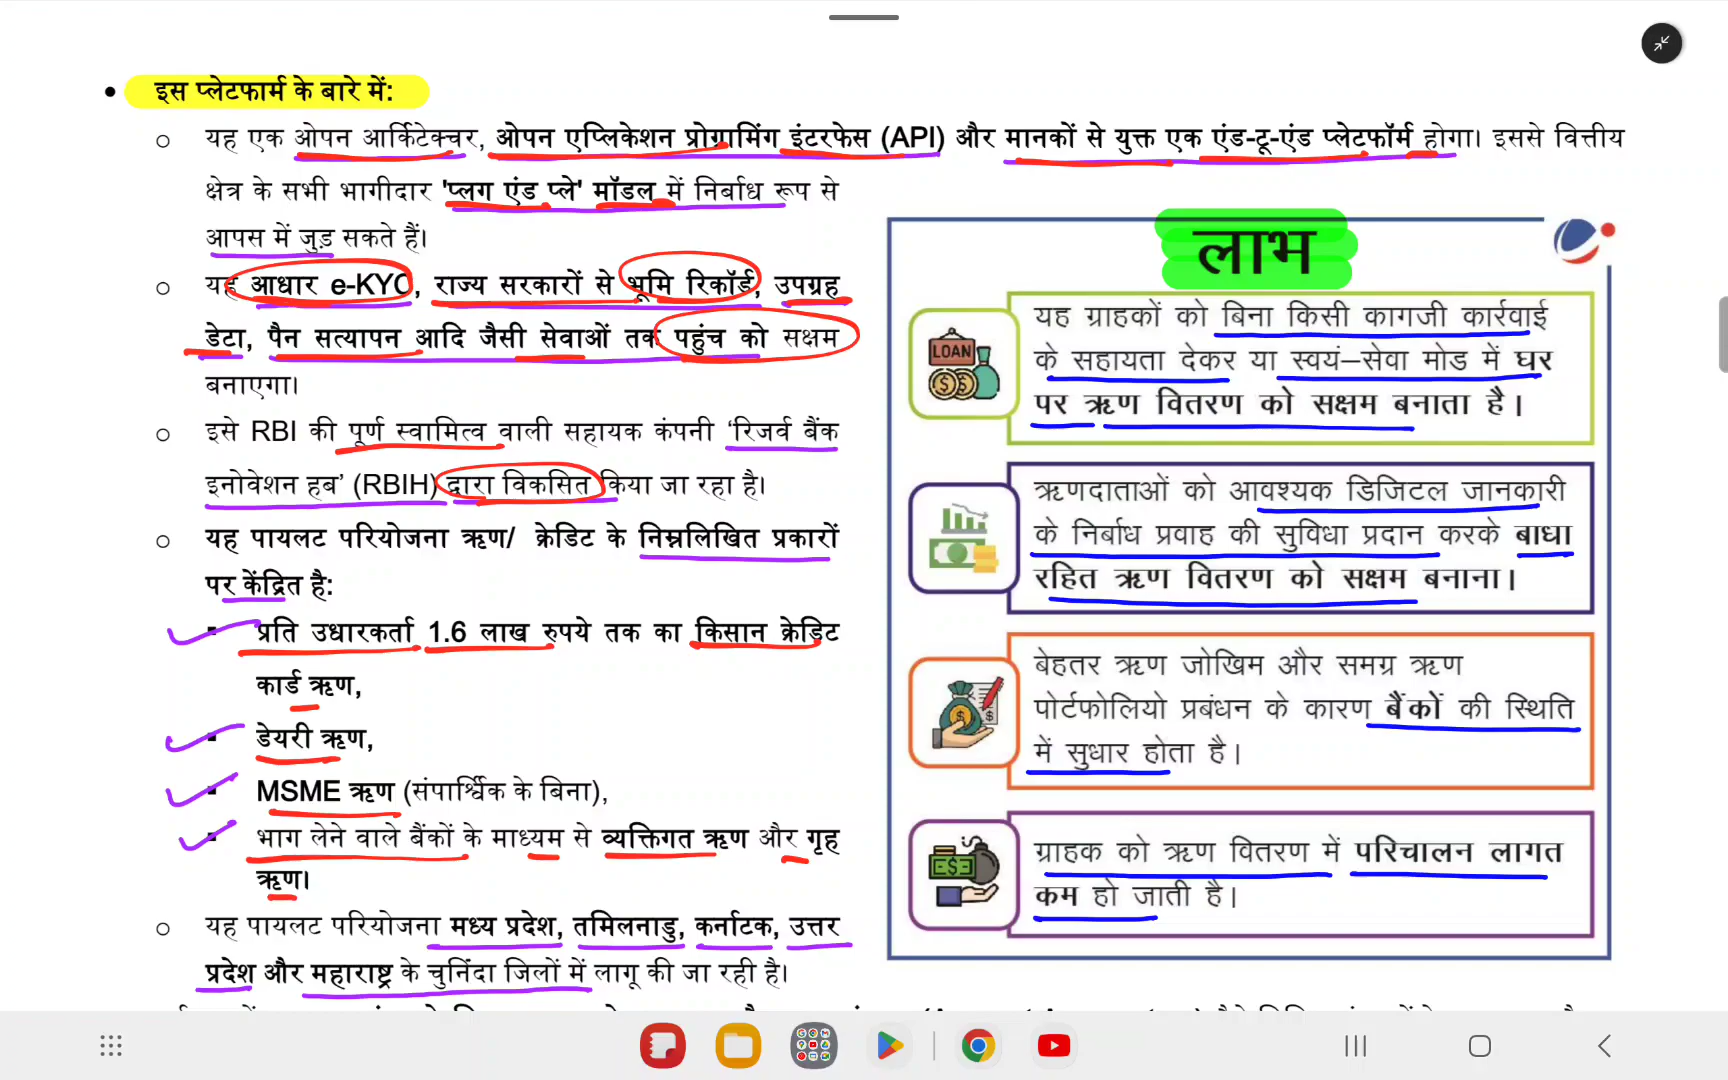 • इस प्लेटफार्म के बारे में:
o यह एक ओपन आर्किटेक्चर, ओपन एप्लिकेशन प्रोग्रामिंग इंटरफेस (API) और मानकों से युक्त एक एंड-टू-एंड प्लेटफॉर्म होगा। इससे वित्तीय
क्षेत्र के सभी भागीदार 'प्लग एंड प्ले' मॉडल में निर्बाध रूप से
आपस में जुड़ सकते हैं।
o यह आधार e-KYC, राज्य सरकारों से भूमि रिकॉर्ड, उपग्रह
डेटा, पैन सत्यापन आदि जैसी सेवाओं तक पहुंच को सक्षम
बनाएगा।
o इसे RBI की पूर्ण स्वामित्व वाली सहायक कंपनी 'रिजर्व बैंक
इनोवेशन हब' (RBIH) द्वारा विकसित किया जा रहा है।
o यह पायलट परियोजना ऋण/ क्रेडिट के निम्नलिखित प्रकारों
पर केंद्रित है:
▪ प्रति उधारकर्ता 1.6 लाख रुपये तक का किसान क्रेडिट
कार्ड ऋण,
▪ डेयरी ऋण,
▪ MSME ऋण (संपार्श्विक के बिना),
▪ भाग लेने वाले बैंकों के माध्यम से व्यक्तिगत ऋण और गृह
ऋण।
o यह पायलट परियोजना मध्य प्रदेश, तमिलनाडु, कर्नाटक, उत्तर
प्रदेश और महाराष्ट्र के चुनिंदा जिलों में लागू की जा रही है।
लाभ
LOAN
यह ग्राहकों को बिना किसी कागजी कार्रवाई
के सहायता देकर या स्वयं–सेवा मोड में घर
पर ऋण वितरण को सक्षम बनाता है।
ऋणदाताओं को आवश्यक डिजिटल जानकारी
के निर्बाध प्रवाह की सुविधा प्रदान करके बाधा
रहित ऋण वितरण को सक्षम बनाना।
बेहतर ऋण जोखिम और समग्र ऋण
पोर्टफोलियो प्रबंधन के कारण बैंकों की स्थिति
में सुधार होता है।
ग्राहक को ऋण वितरण में परिचालन लागत
कम हो जाती है।